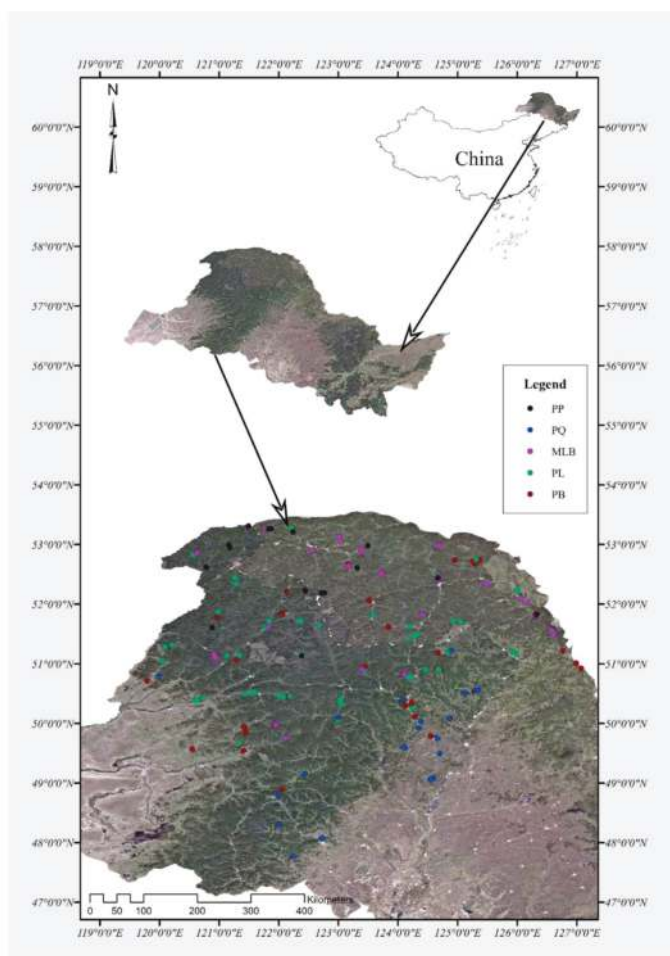 119°0'0"E 120°0'0"E 121°0'0"E 122°0'0"E 123°0'0"E 124°0'0"E 125°0'0"E 126°0'0"E 127°0'0"E
N
China
60°0'0"N 60°0'0"N
59°0'0"N 59°0'0"N
58°0'0"N 58°0'0"N
57°0'0"N 57°0'0"N
56°0'0"N 56°0'0"N
Legend
PP
PQ
MLB
PL
PB
55°0'0"N 55°0'0"N
54°0'0"N 54°0'0"N
53°0'0"N 53°0'0"N
52°0'0"N 52°0'0"N
51°0'0"N 51°0'0"N
50°0'0"N 50°0'0"N
49°0'0"N 49°0'0"N
48°0'0"N 48°0'0"N
47°0'0"N 47°0'0"N
Kilometers
0 50 100 200 300 400
119°0'0"E 120°0'0"E 121°0'0"E 122°0'0"E 123°0'0"E 124°0'0"E 125°0'0"E 126°0'0"E 127°0'0"E